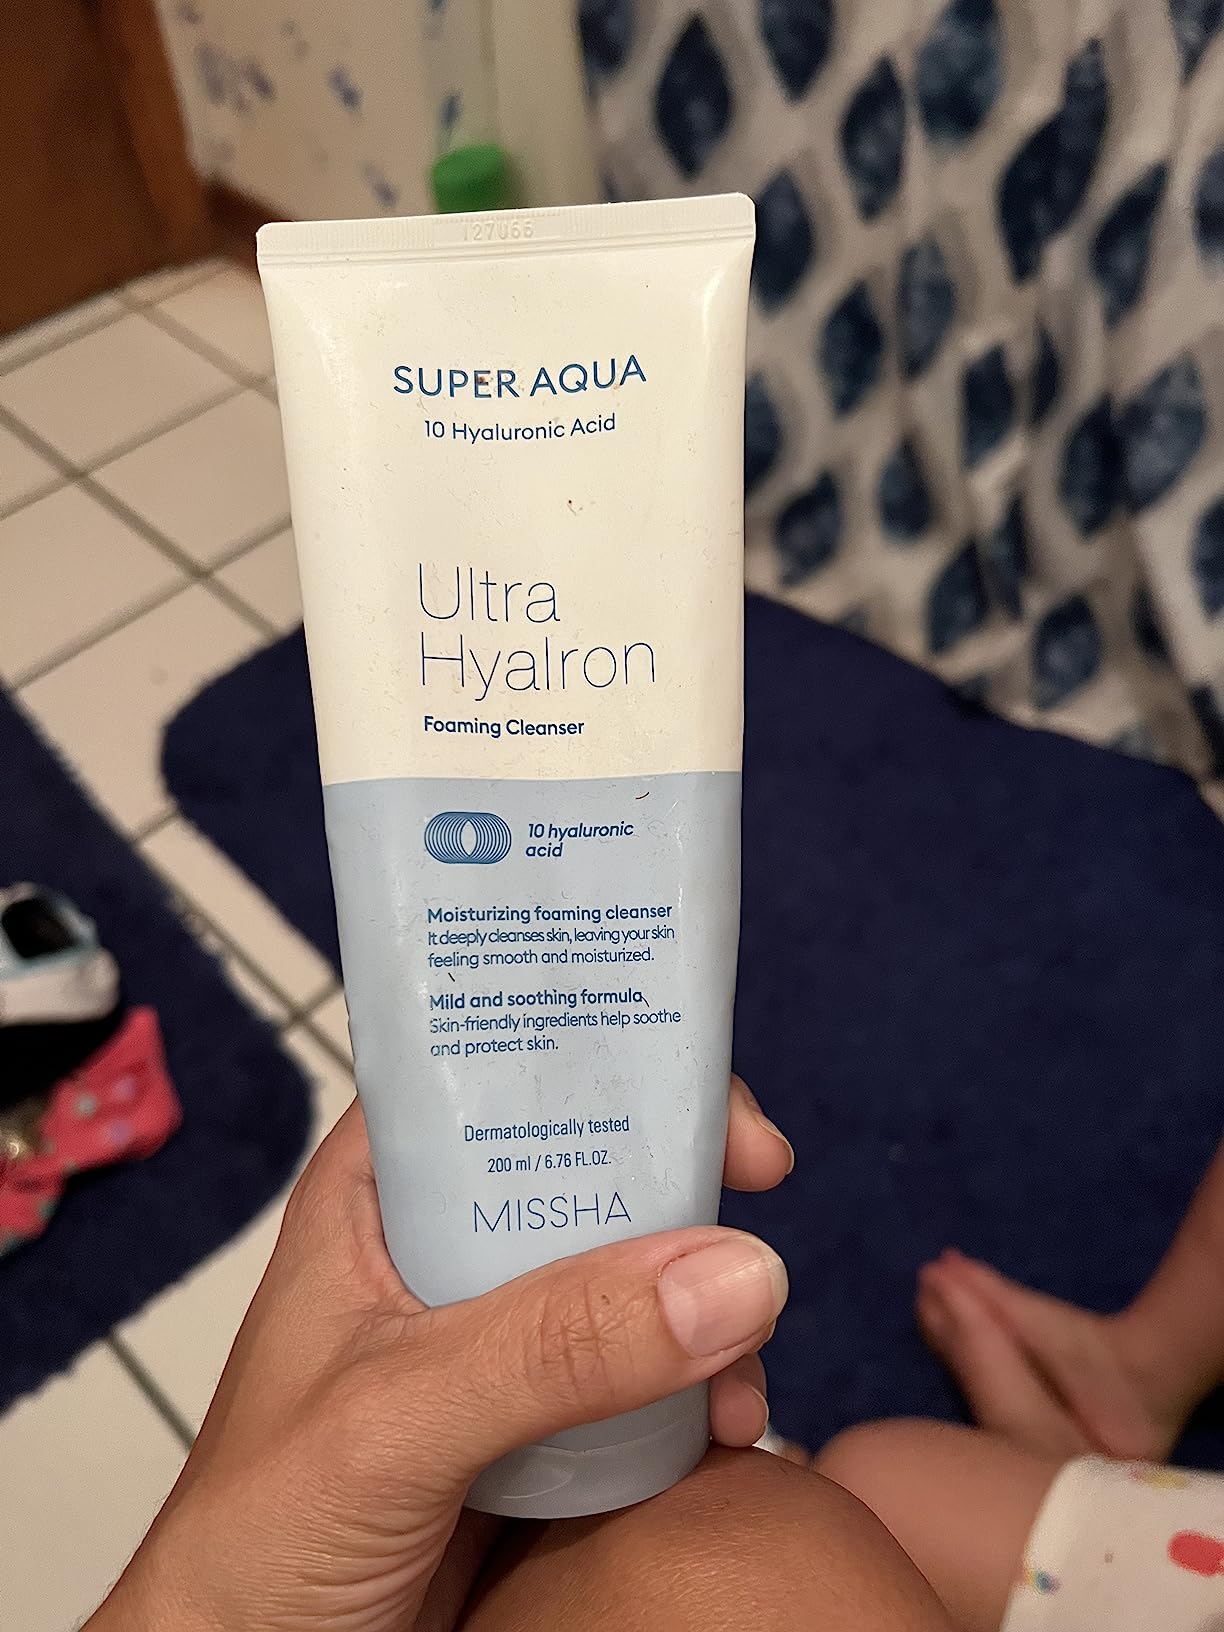 SUPER AQUA
10 Hyaluronic Acid
Ultra
Hyalron
Foaming Cleanser
10 hyaluronic
acid
Moisturizing foaming cleanser
It deeply cleanses skin, leaving your skin
feeling smooth and moisturized.
Mild and soothing formula
Skin-friendly ingredients help soothe
and protect skin.
Dermatologically tested
200 ml / 6.76 FL.OZ.
MISSHA